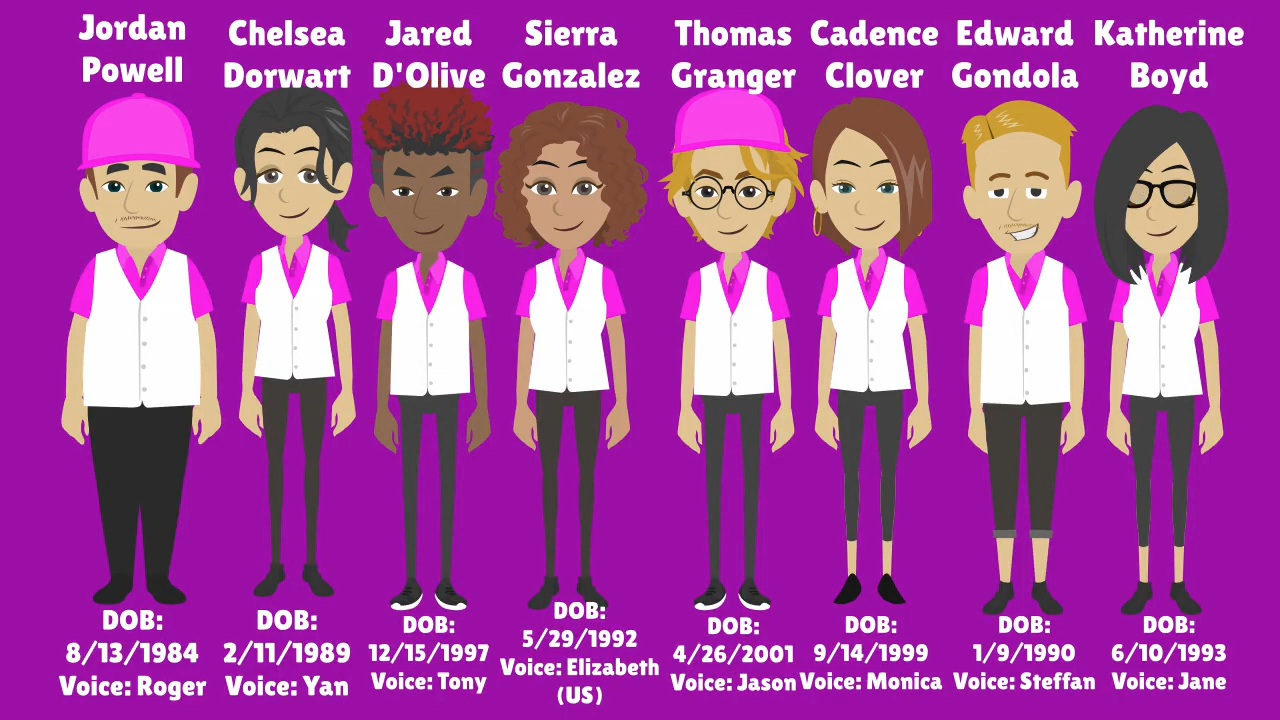 Jordan
Powell
Chelsea
Dorwart
Jared
D'Olive
Sierra
Gonzalez
Thomas
Granger
Cadence
Clover
Edward
Gondola
Katherine
Boyd
DOB:
8/13/1984
Voice: Roger
DOB:
2/11/1989
Voice: Yan
DOB:
12/15/1997
Voice: Tony
DOB:
5/29/1992
Voice: Elizabeth
(US)
DOB:
4/26/2001
Voice: Jason
DOB:
9/14/1999
Voice: Monica
DOB:
1/9/1990
Voice: Steffan
DOB:
6/10/1993
Voice: Jane